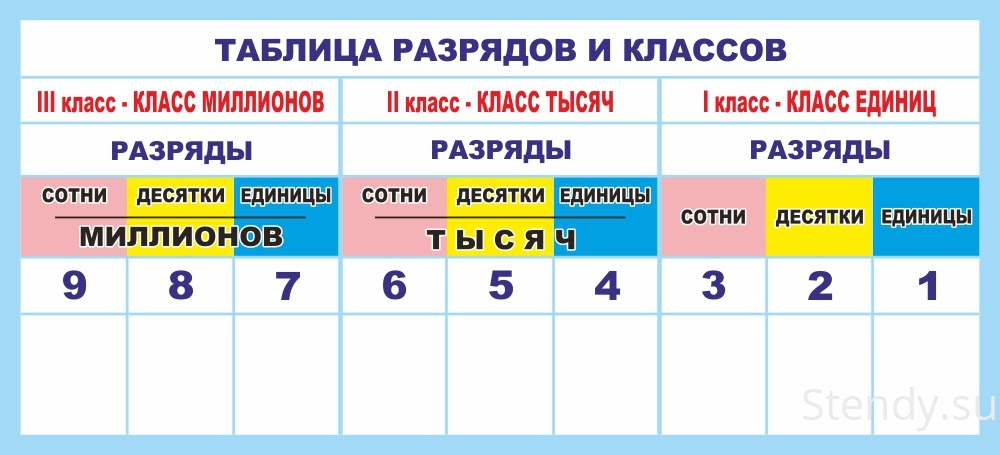 ТАБЛИЦА РАЗРЯДОВ И КЛАССОВ
III класс - КЛАСС МИЛЛИОНОВ II класс - КЛАСС ТЫСЯЧ I класс - КЛАСС ЕДИНИЦ
РАЗРЯДЫ РАЗРЯДЫ РАЗРЯДЫ
СОТНИ ДЕСЯТКИ ЕДИНИЦЫ СОТНИ ДЕСЯТКИ ЕДИНИЦЫ СОТНИ ДЕСЯТКИ ЕДИНИЦЫ
МИЛЛИОНОВ ТЫСЯЧ
9 8 7 6 5 4 3 2 1
Stendy.su